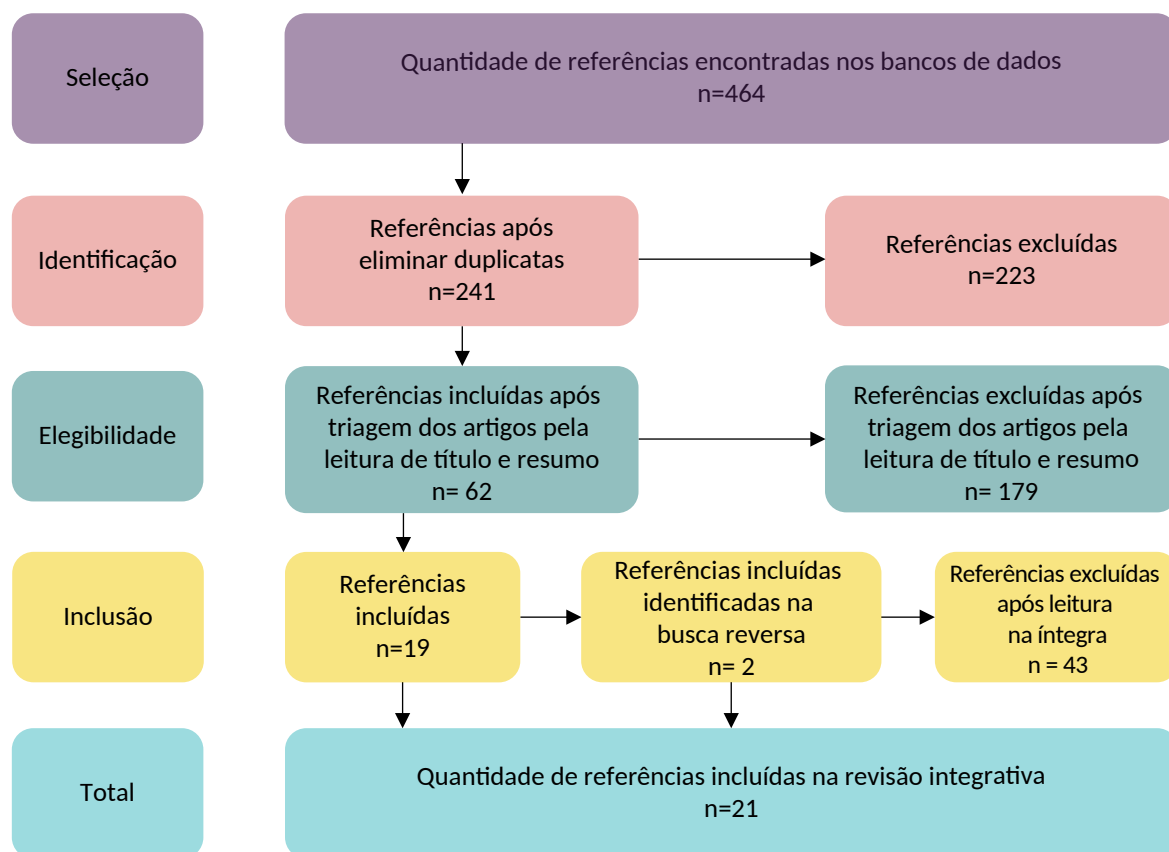 Seleção
Quantidade de referências encontradas nos bancos de dados
n=464
Identificação
Referências após
eliminar duplicatas
n=241
Referências excluídas
n=223
Elegibilidade
Referências incluídas após
triagem dos artigos pela
leitura de título e resumo
n= 62
Referências excluídas após
triagem dos artigos pela
leitura de título e resumo
n= 179
Inclusão
Referências
incluídas
n=19
Referências incluídas
identificadas na
busca reversa
n= 2
Referências excluídas
após leitura
na íntegra
n = 43
Total
Quantidade de referências incluídas na revisão integrativa
n=21